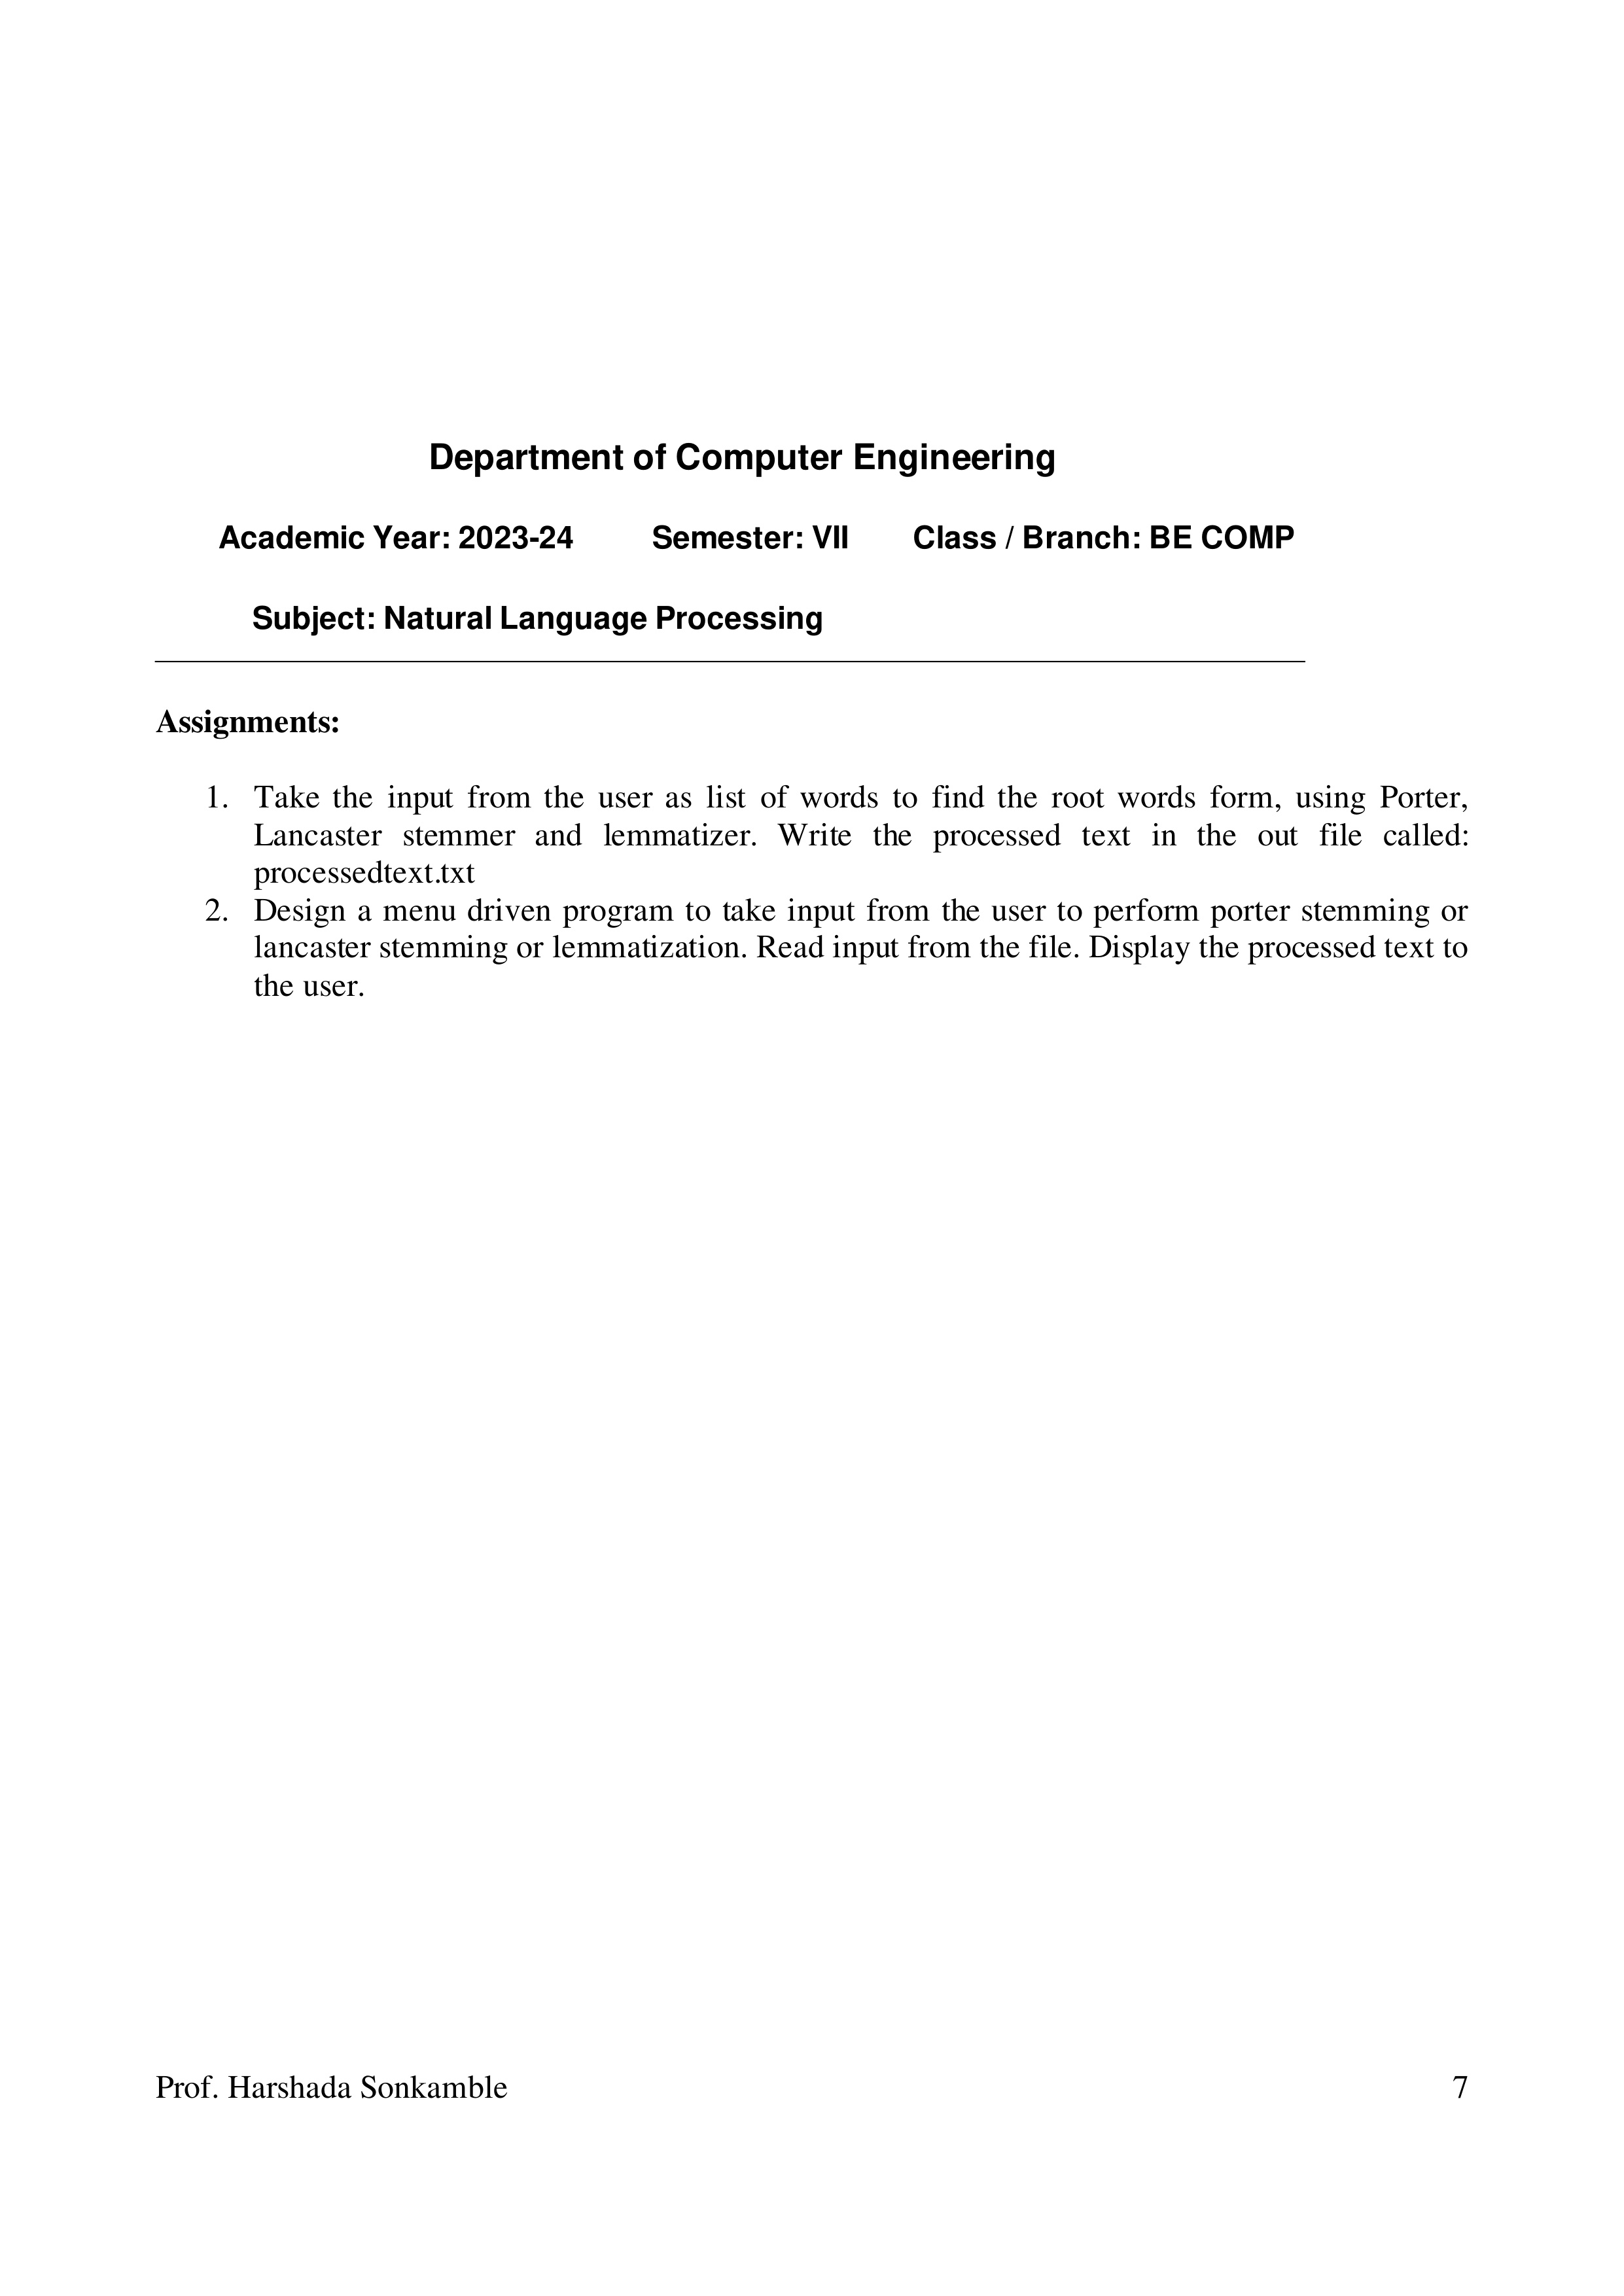 Department of Computer Engineering
Academic Year: 2023-24 Semester: VII Class / Branch: BE COMP
Subject: Natural Language Processing
Assignments:
1. Take the input from the user as list of words to find the root words form, using Porter,
Lancaster stemmer and lemmatizer. Write the processed text in the out file called:
processedtext.txt
2. Design a menu driven program to take input from the user to perform porter stemming or
lancaster stemming or lemmatization. Read input from the file. Display the processed text to
the user.
Prof. Harshada Sonkamble 7